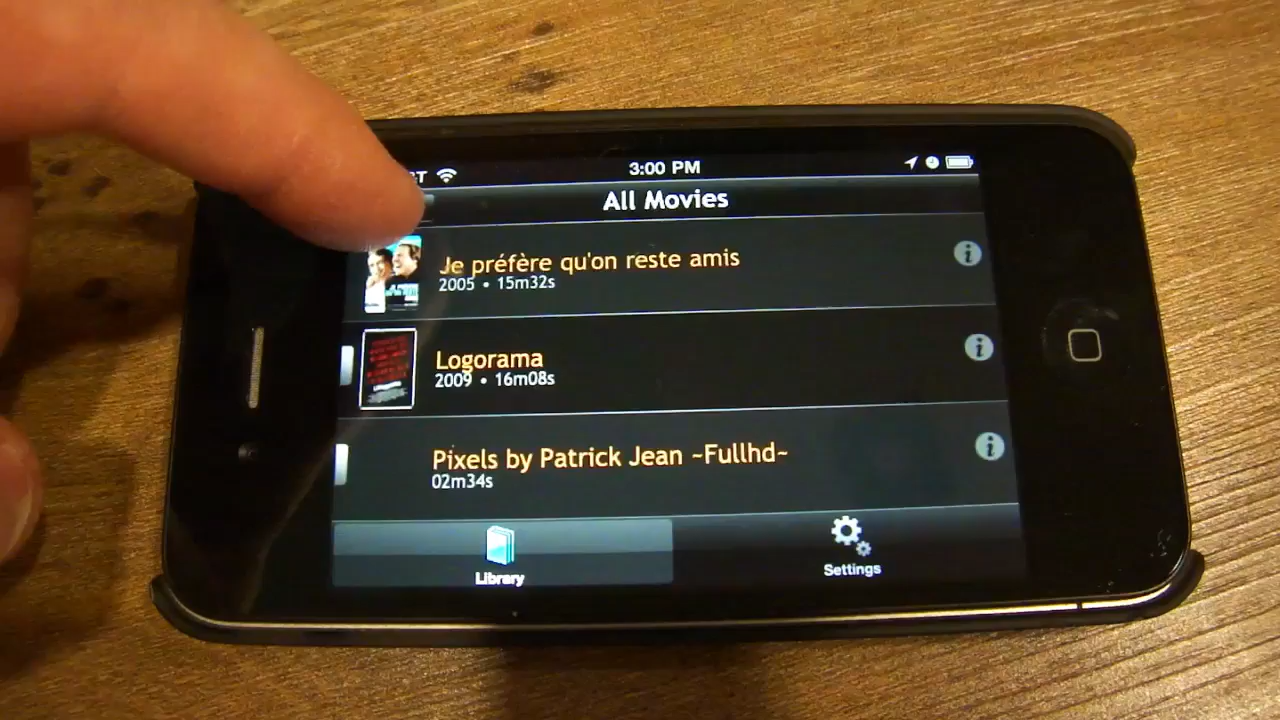 3:00 PM
All Movies
Je préfère qu'on reste amis
2005 • 15m32s
Logorama
2009 • 16m08s
Pixels by Patrick Jean ~Fullhd~
02m34s
Library
Settings